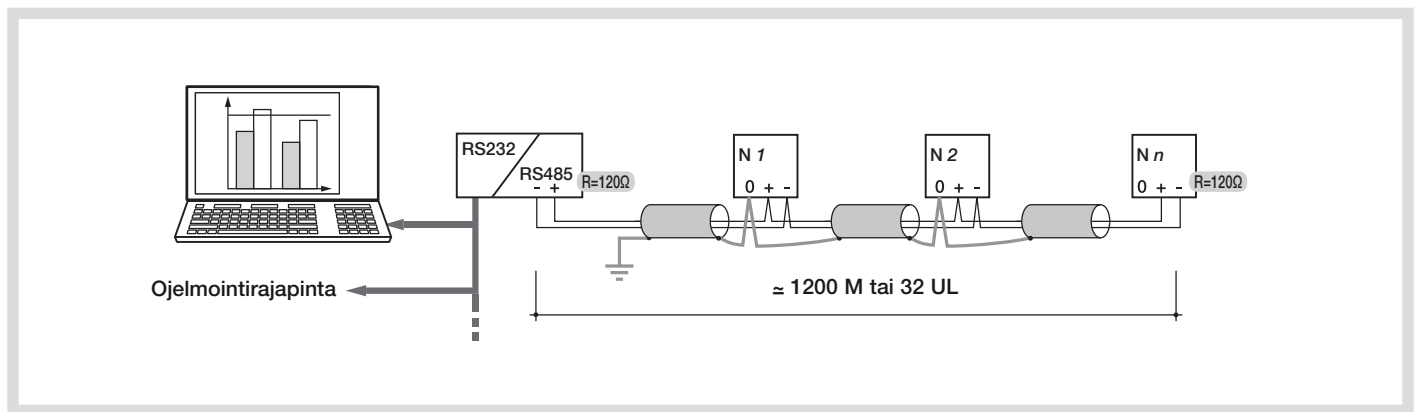 RS232
RS485
- +
R=120Ω
N 1
0 + -
N 2
0 + -
N n
0 + -
R=120Ω
Ojelmointirajapinta
≃ 1200 M tai 32 UL